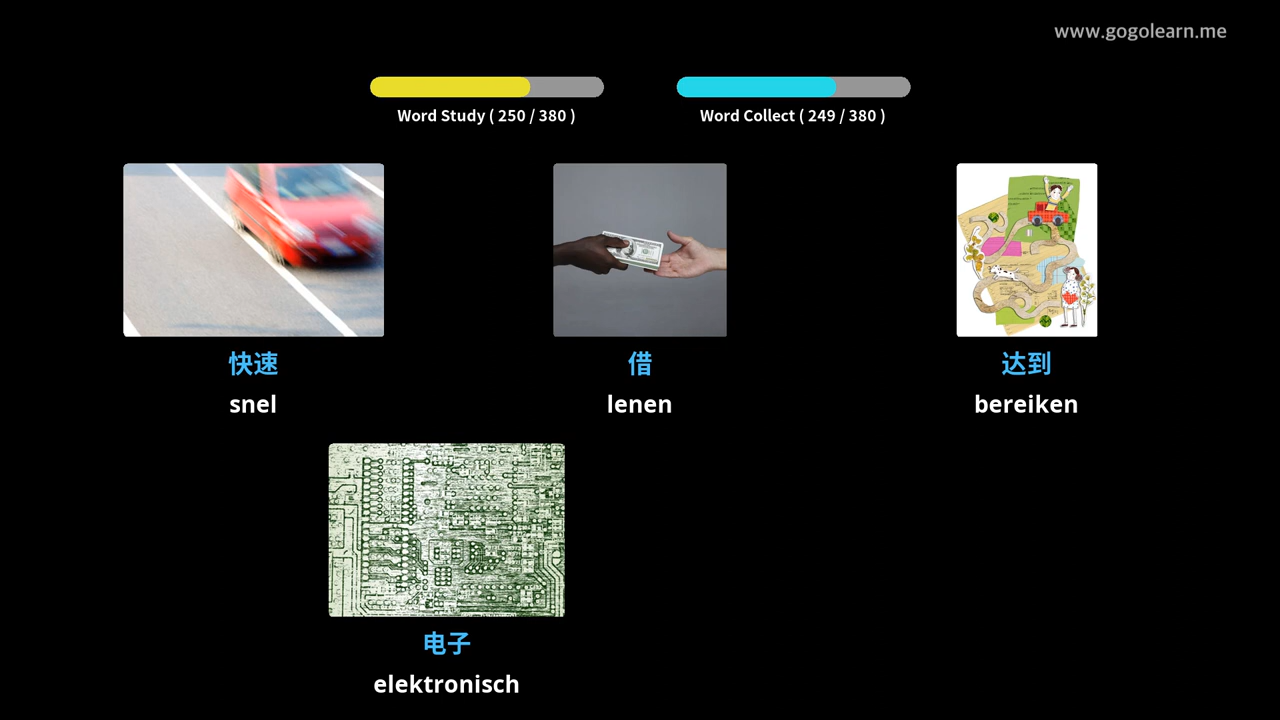 www.gogolearn.me
Word Study ( 250 / 380 )
Word Collect ( 249 / 380 )
快速
借
达到
snel
lenen
bereiken
电子
elektronisch